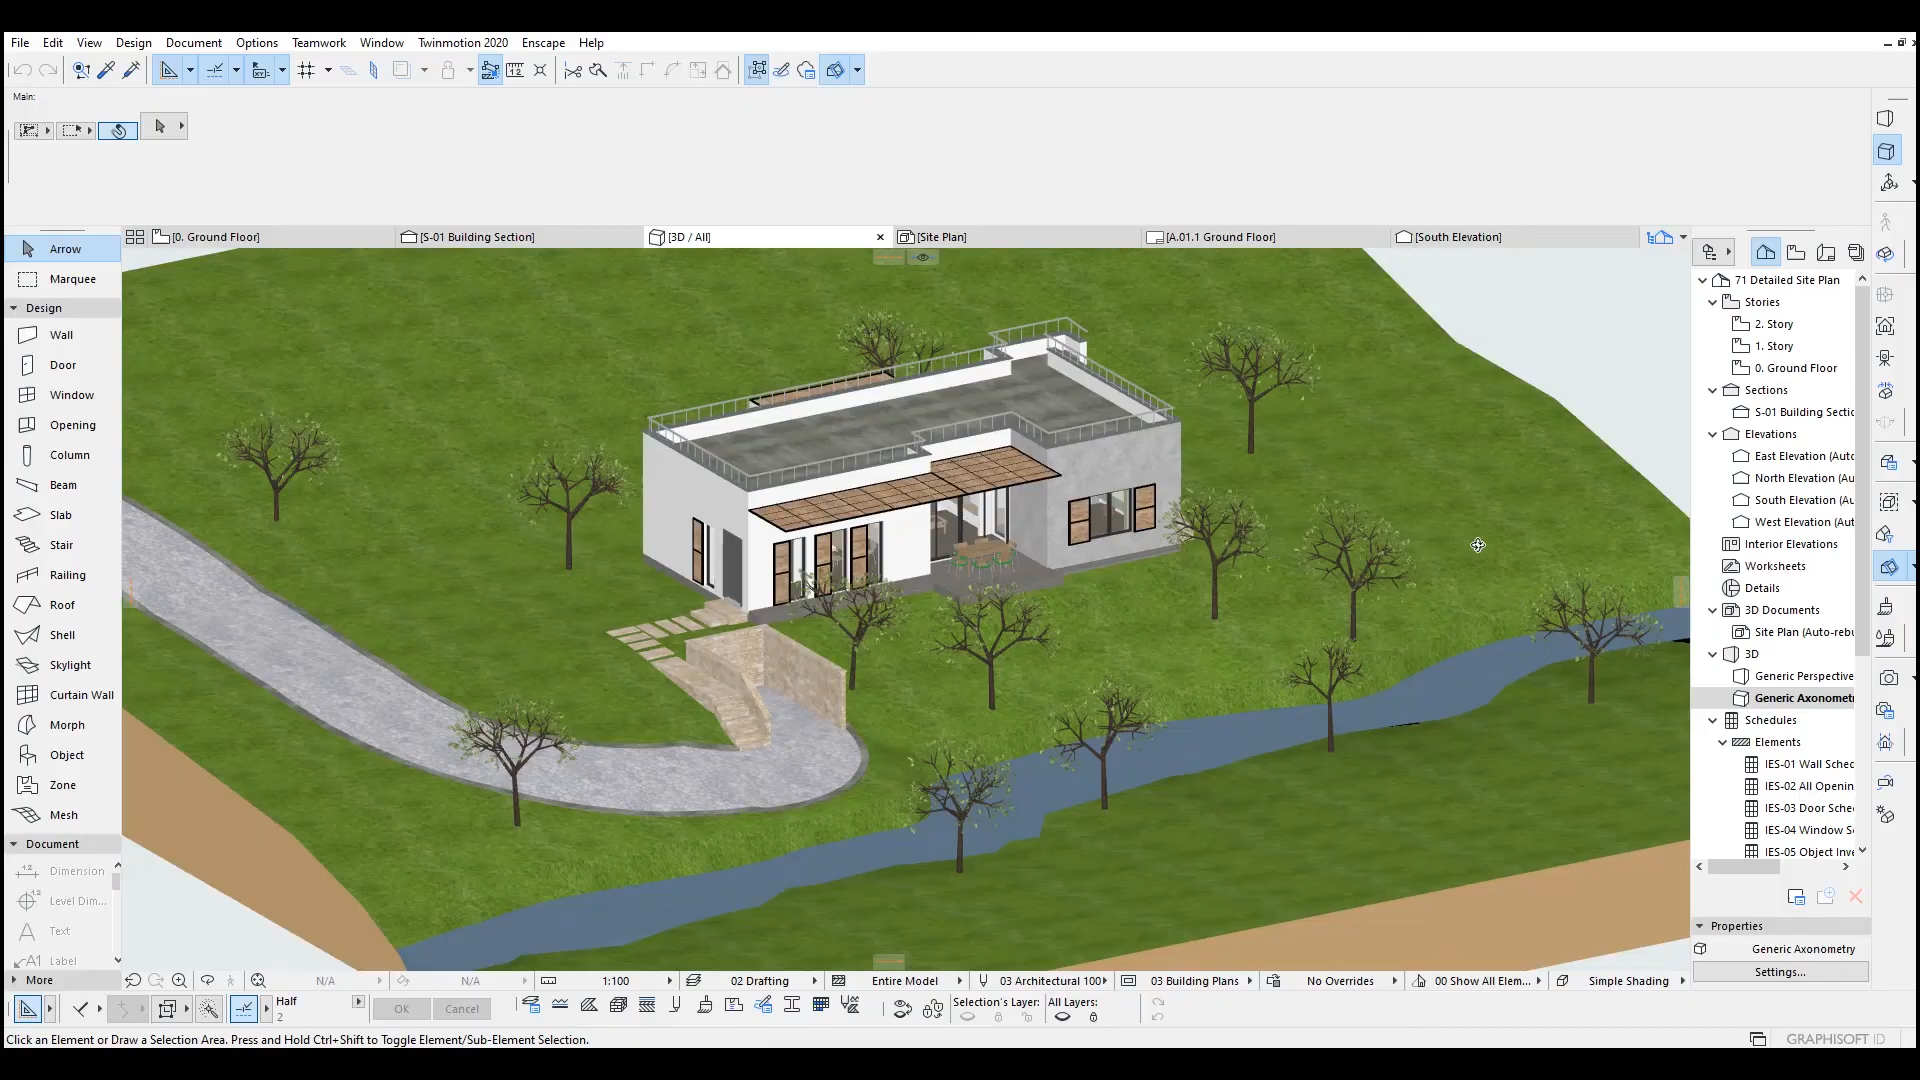 File Edit View Design Document Options Teamwork Window Twinmotion 2020 Enscape Help
Main:
[0. Ground Floor]
[S-01 Building Section]
[3D / All]
[Site Plan]
[A.01.1 Ground Floor]
[South Elevation]
Arrow
Marquee
Design
Wall
Door
Window
Opening
Column
Beam
Slab
Stair
Railing
Roof
Shell
Skylight
Curtain Wall
Morph
Object
Zone
Mesh
Document
Dimension
Level Dim...
Text
Label
More
71 Detailed Site Plan
Stories
2. Story
1. Story
0. Ground Floor
Sections
S-01 Building Sectio
Elevations
East Elevation (Auto
North Elevation (Au
South Elevation (Au
West Elevation (Aut
Interior Elevations
Worksheets
Details
3D Documents
Site Plan (Auto-rebu
3D
Generic Perspective
Generic Axonomet
Schedules
Elements
IES-01 Wall Sched
IES-02 All Openin
IES-03 Door Sche
IES-04 Window S
IES-05 Object Inve
Properties
Generic Axonometry
Settings...
N/A N/A 1:100 02 Drafting Entire Model 03 Architectural 100 03 Building Plans No Overrides 00 Show All Elem... Simple Shading
Half
2
OK Cancel
Selection's Layer: All Layers:
Click an Element or Draw a Selection Area. Press and Hold Ctrl+Shift to Toggle Element/Sub-Element Selection.
GRAPHISOFT ID